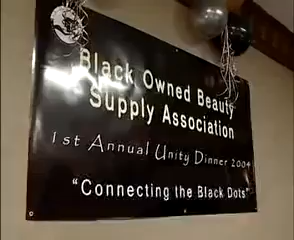 Black Owned Beauty
Supply Association
1st Annual Unity Dinner 2004
"Connecting the Black Dots"